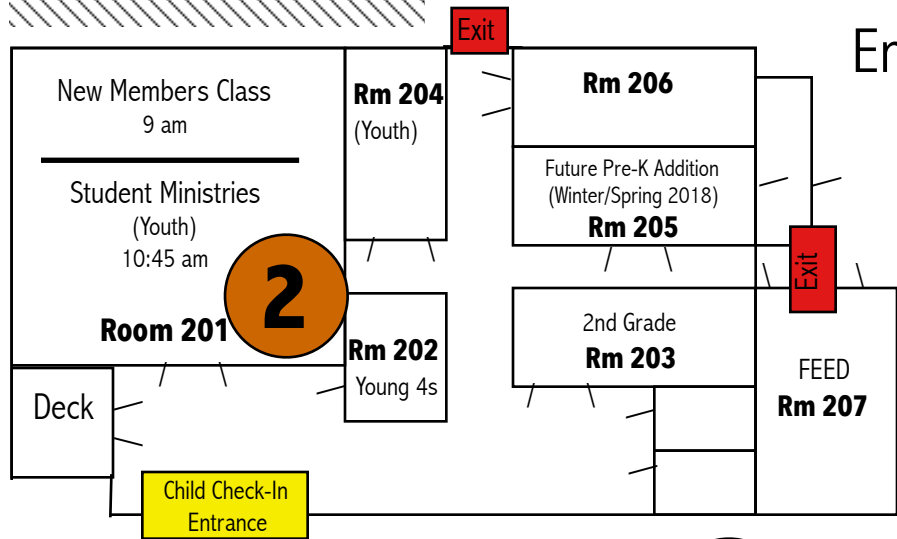 Exit
Er
New Members Class
9 am
Student Ministries
(Youth)
10:45 am
Room 201
2
Rm 204
(Youth)
Rm 206
Future Pre-K Addition
(Winter/Spring 2018)
Rm 205
Exit
Rm 202
Young 4s
2nd Grade
Rm 203
FEED
Rm 207
Deck
Child Check-In
Entrance